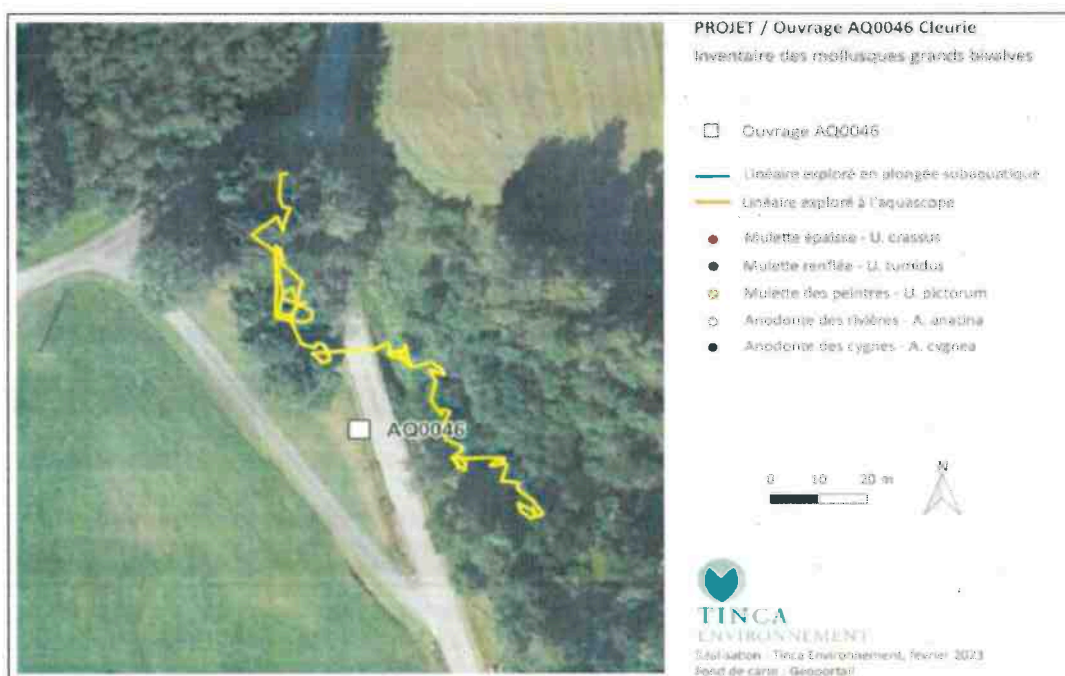 PROJET / Ouvrage AQ0046 Cleurie
Inventaire des mollusques grands bivalves
Ouvrage AQ0046
Linéaire exploré en plongée subaquatique
Linéaire exploré à l'aquascope
Mulette épaisse - U. crassus
Mulette renflée - U. tumidus
Mulette des peintres - U. pictorum
Anodonte des rivières - A. anatina
Anodonte des cygnes - A. cygnea
AQ0046
N
0 10 20 m
TINCA
ENVIRONNEMENT
Réalisation : Tinca Environnement, février 2023
Fond de carte : Géoportail